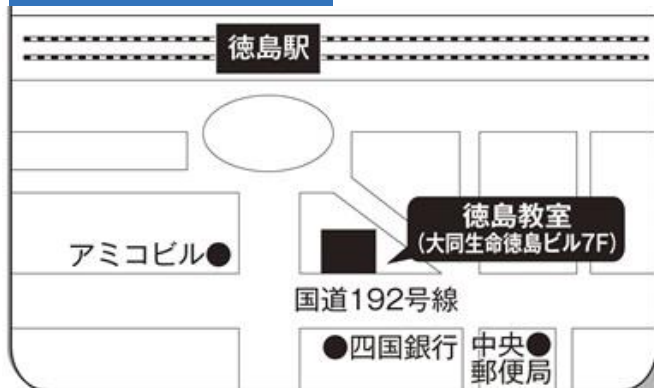 徳島駅
徳島教室
(大同生命徳島ビル7F)
アミコビル●
国道192号線
●四国銀行
中央●
郵便局